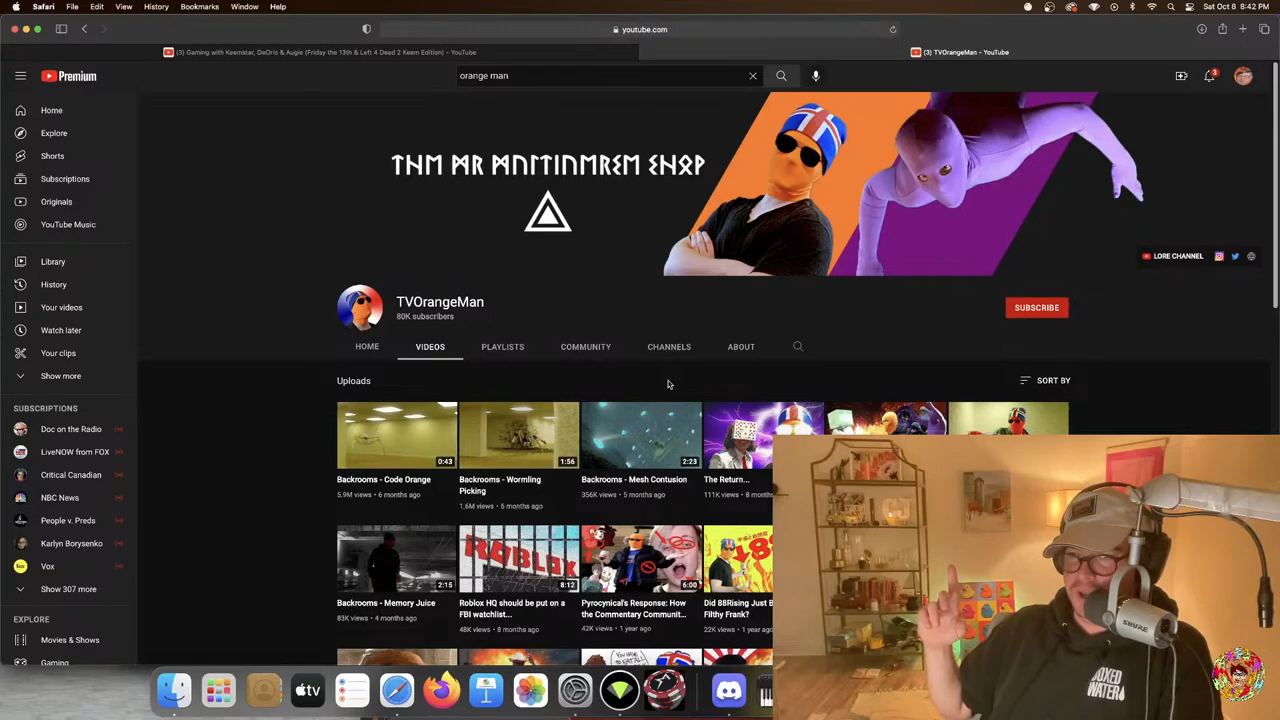 Safari File Edit View History Bookmarks Window Help
Sat Oct 8 8:42 PM
youtube.com
(3) Gaming with Keemstar, DeOrio & Augie (Friday the 13th & Left 4 Dead 2 Keem Edition) – YouTube
(3) TVOrangeMan - YouTube
Premium
orange man
3
Home
Explore
Shorts
Subscriptions
Originals
YouTube Music
Library
History
Your videos
Watch later
Your clips
Show more
SUBSCRIPTIONS
Doc on the Radio
LiveNOW from FOX
Critical Canadian
NBC News
People v. Preds
Karlyn Borysenko
Vox
Show 307 more
EXPLORE
Movies & Shows
Gaming
LORE CHANNEL
TVOrangeMan
80K subscribers
SUBSCRIBE
HOME VIDEOS PLAYLISTS COMMUNITY CHANNELS ABOUT
Uploads
SORT BY
0:43
1:56
2:23
Backrooms - Code Orange
5.9M views • 6 months ago
Backrooms - Wormling
Picking
1.6M views • 6 months ago
Backrooms - Mesh Contusion
356K views • 5 months ago
The Return...
111K views • 8 months
2:15
ROBLOX
8:12
6:00
Backrooms - Memory Juice
83K views • 4 months ago
Roblox HQ should be put on a
FBI watchlist...
48K views • 8 months ago
Pyrocynical's Response: How
the Commentary Communit...
42K views • 1 year ago
Did 88Rising Just B
Filthy Frank?
22K views • 1 year ago
tv
SHURE
BOXED
WATER